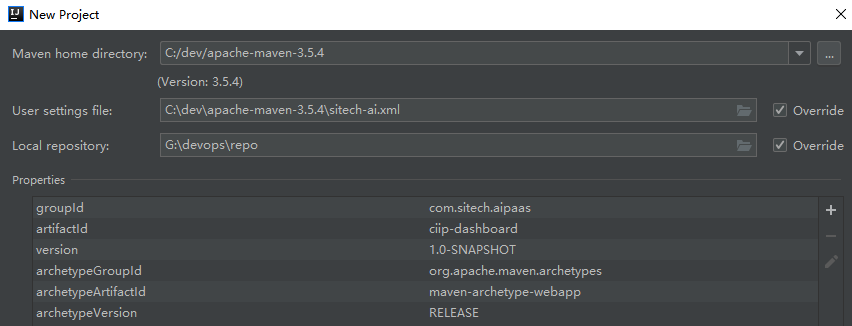 IJ New Project
Maven home directory: C:/dev/apache-maven-3.5.4 ...
(Version: 3.5.4)
User settings file: C:\dev\apache-maven-3.5.4\sitech-ai.xml Override
Local repository: G:\devops\repo Override
Properties
groupId com.sitech.aipaas
artifactId ciip-dashboard
version 1.0-SNAPSHOT
archetypeGroupId org.apache.maven.archetypes
archetypeArtifactId maven-archetype-webapp
archetypeVersion RELEASE